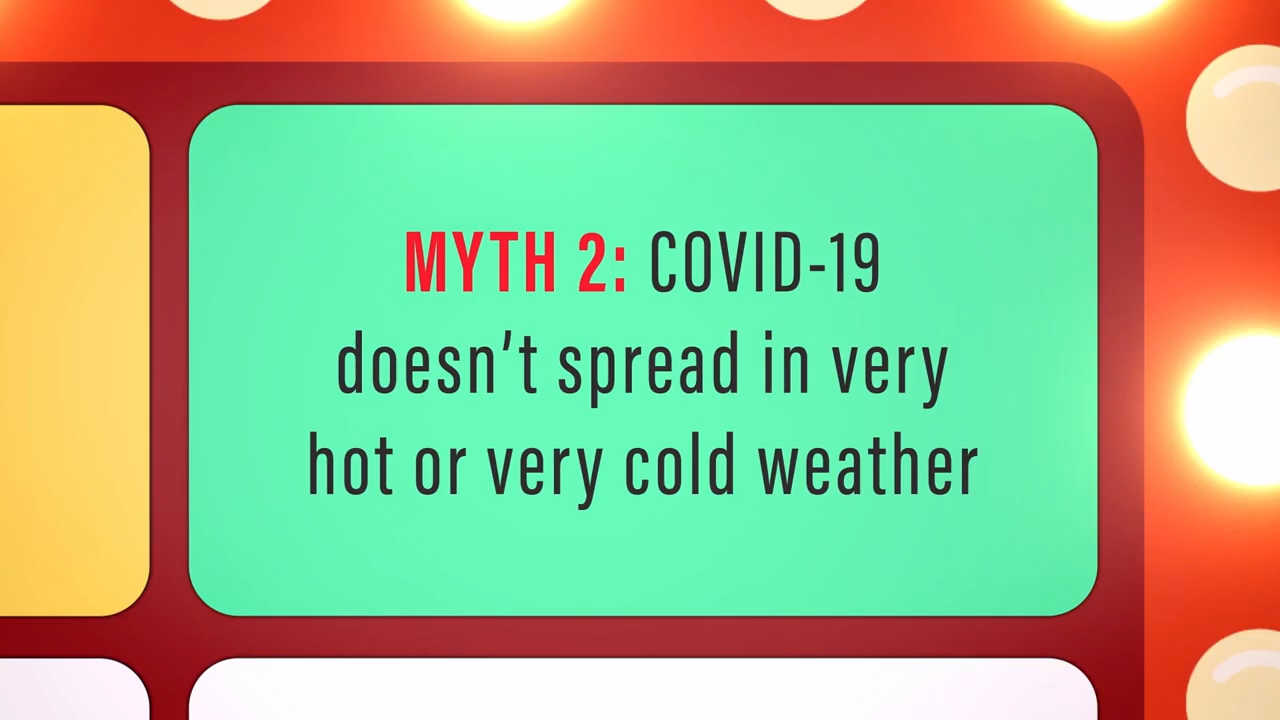 MYTH 2: COVID-19
doesn’t spread in very
hot or very cold weather